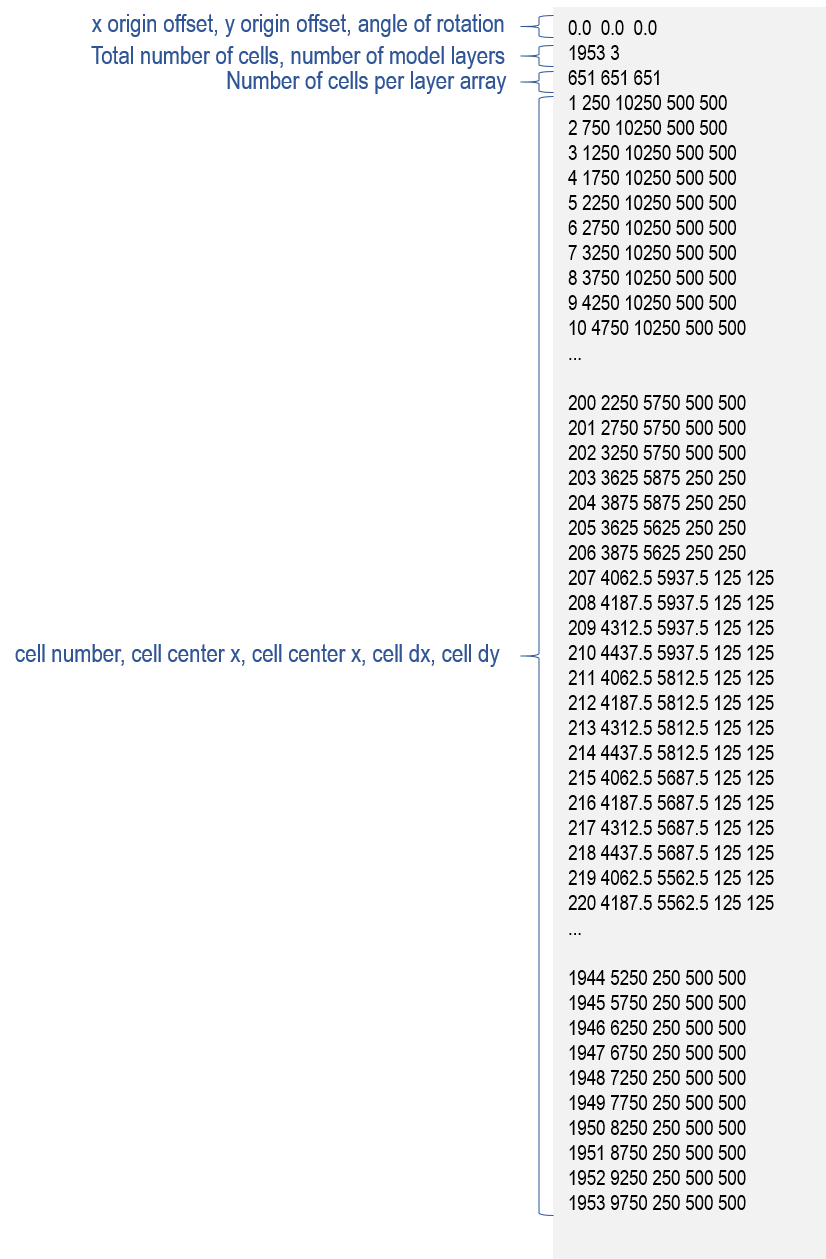 x origin offset, y origin offset, angle of rotation
0.0 0.0 0.0
Total number of cells, number of model layers
1953 3
Number of cells per layer array
651 651 651
1 250 10250 500 500
2 750 10250 500 500
3 1250 10250 500 500
4 1750 10250 500 500
5 2250 10250 500 500
6 2750 10250 500 500
7 3250 10250 500 500
8 3750 10250 500 500
9 4250 10250 500 500
10 4750 10250 500 500
...
200 2250 5750 500 500
201 2750 5750 500 500
202 3250 5750 500 500
203 3625 5875 250 250
204 3875 5875 250 250
205 3625 5625 250 250
206 3875 5625 250 250
207 4062.5 5937.5 125 125
208 4187.5 5937.5 125 125
209 4312.5 5937.5 125 125
210 4437.5 5937.5 125 125
cell number, cell center x, cell center x, cell dx, cell dy
211 4062.5 5812.5 125 125
212 4187.5 5812.5 125 125
213 4312.5 5812.5 125 125
214 4437.5 5812.5 125 125
215 4062.5 5687.5 125 125
216 4187.5 5687.5 125 125
217 4312.5 5687.5 125 125
218 4437.5 5687.5 125 125
219 4062.5 5562.5 125 125
220 4187.5 5562.5 125 125
...
1944 5250 250 500 500
1945 5750 250 500 500
1946 6250 250 500 500
1947 6750 250 500 500
1948 7250 250 500 500
1949 7750 250 500 500
1950 8250 250 500 500
1951 8750 250 500 500
1952 9250 250 500 500
1953 9750 250 500 500